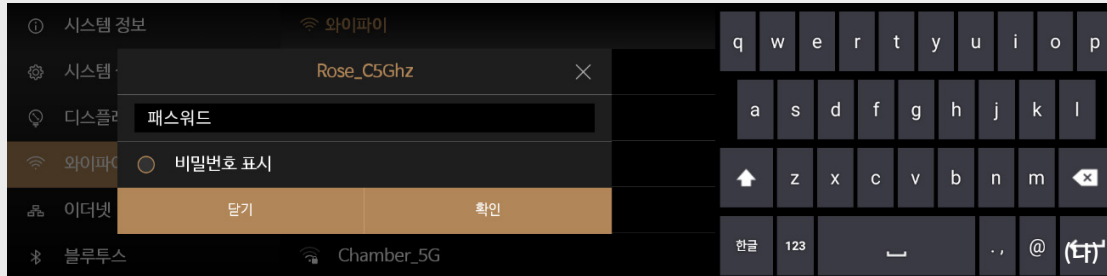 시스템 정보
와이파이
시스템
Rose_C5Ghz
디스플레
패스워드
와이파이
비밀번호 표시
이더넷
닫기
확인
블루투스
Chamber_5G
q w e r t y u i o p
a s d f g h j k l
z x c v b n m
한글 123 . , @ (다)